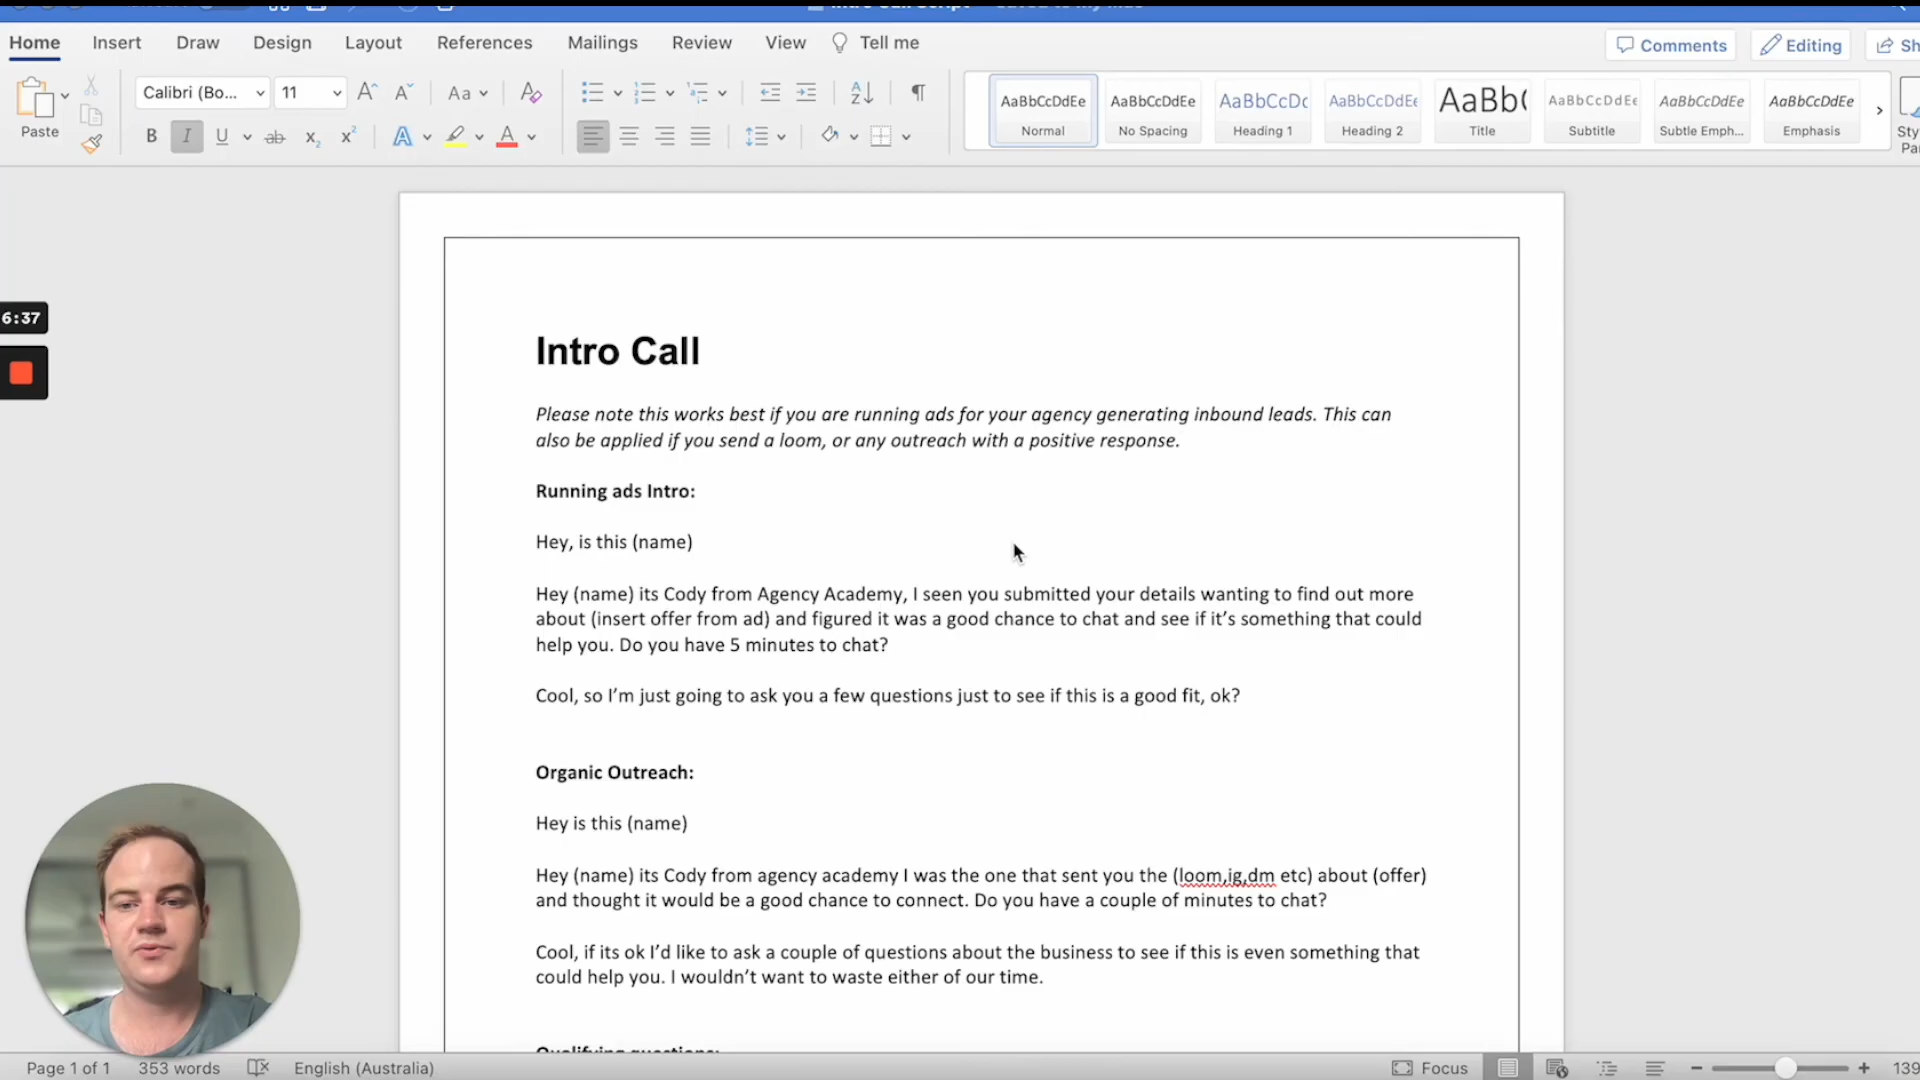 Home Insert Draw Design Layout References Mailings Review View Tell me Comments Editing Sh
Calibri (Bo... 11 Aa
AaBbCcDdEe AaBbCcDdEe AaBbCcDc AaBbCcDdEe AaBb( AaBbCcDdEe AaBbCcDdEe AaBbCcDdEe
Paste Normal No Spacing Heading 1 Heading 2 Title Subtitle Subtle Emph... Emphasis
B I U ab x₂ x² A A
Sty
Pa
6:37
Intro Call
Please note this works best if you are running ads for your agency generating inbound leads. This can
also be applied if you send a loom, or any outreach with a positive response.
Running ads Intro:
Hey, is this (name)
Hey (name) its Cody from Agency Academy, I seen you submitted your details wanting to find out more
about (insert offer from ad) and figured it was a good chance to chat and see if it’s something that could
help you. Do you have 5 minutes to chat?
Cool, so I’m just going to ask you a few questions just to see if this is a good fit, ok?
Organic Outreach:
Hey is this (name)
Hey (name) its Cody from agency academy I was the one that sent you the (loom,ig,dm etc) about (offer)
and thought it would be a good chance to connect. Do you have a couple of minutes to chat?
Cool, if its ok I’d like to ask a couple of questions about the business to see if this is even something that
could help you. I wouldn’t want to waste either of our time.
Qualifying questions:
Page 1 of 1 353 words English (Australia) Focus 139